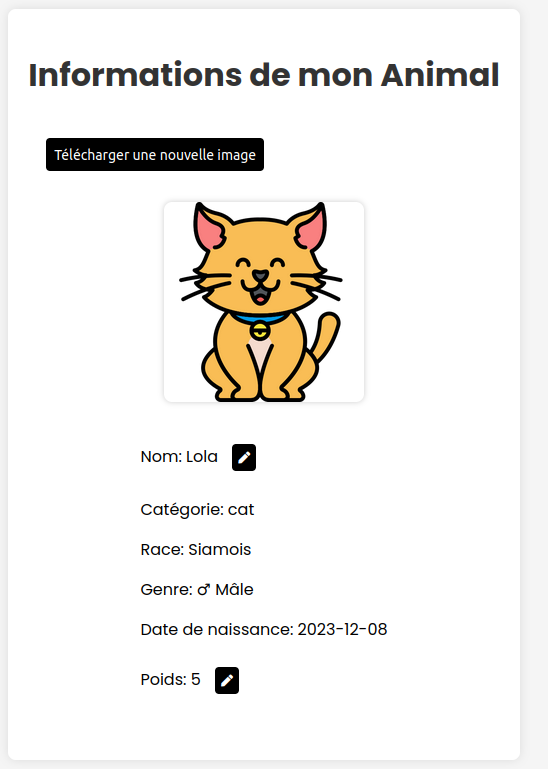 Informations de mon Animal
Télécharger une nouvelle image
Nom: Lola
Catégorie: cat
Race: Siamois
Genre: ♂ Mâle
Date de naissance: 2023-12-08
Poids: 5